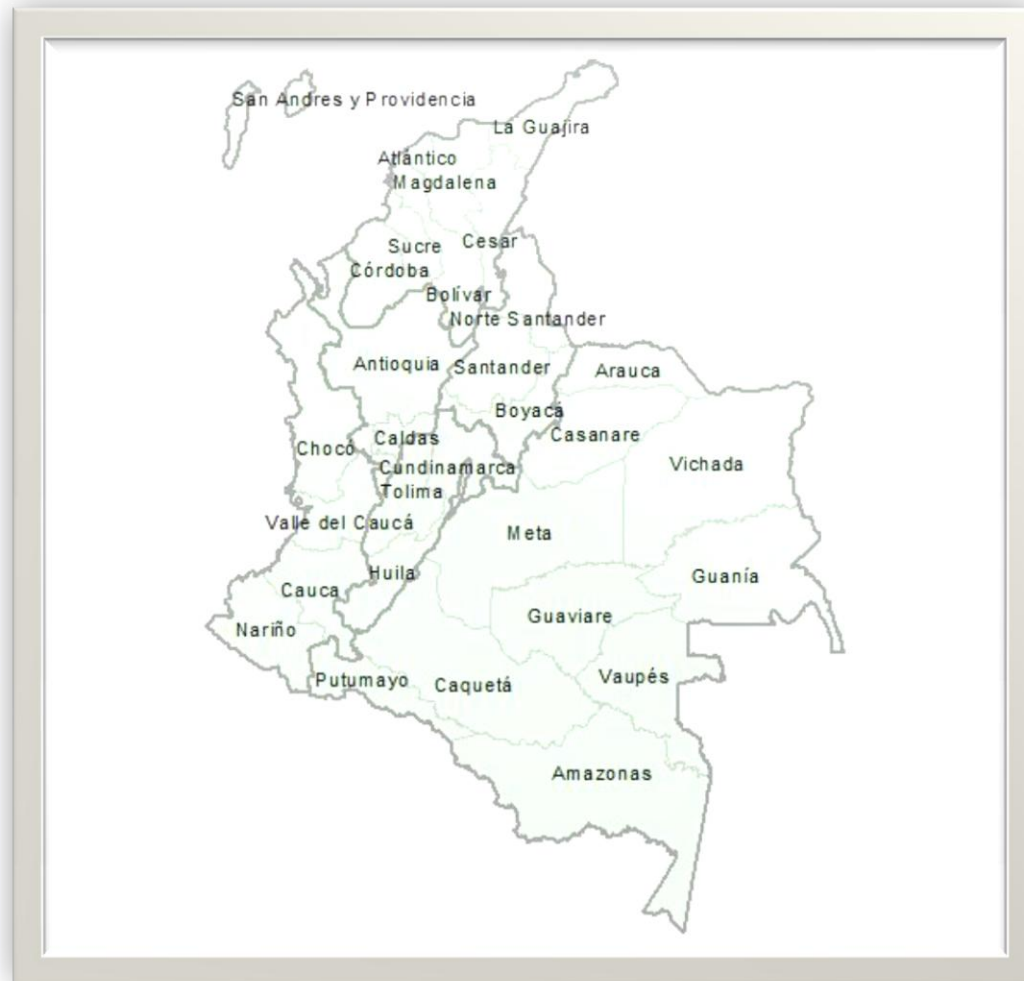 San Andres y Providencia
La Guajira
Atlántico
Magdalena
Sucre
Cesar
Córdoba
Bolívar
Norte Santander
Antioquia
Santander
Arauca
Boyacá
Caldas
Casanare
Chocó
Cundinamarca
Vichada
Tolima
Valle del Caucá
Meta
Huila
Guanía
Cauca
Guaviare
Nariño
Putumayo
Caquetá
Vaupés
Amazonas